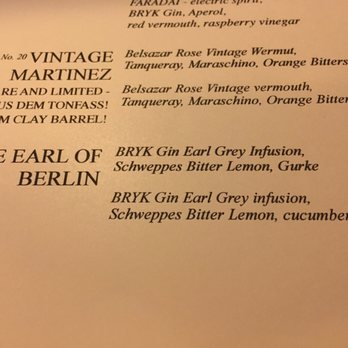 FARADAI - electric spirit,
BRYK Gin, Aperol,
red vermouth, raspberry vinegar
No. 20 VINTAGE
MARTINEZ
RE AND LIMITED -
US DEM TONFASS!
M CLAY BARREL!
Belsazar Rose Vintage Wermut,
Tanqueray, Maraschino, Orange Bitters
Belsazar Rose Vintage vermouth,
Tanqueray, Maraschino, Orange Bitter
E EARL OF
BERLIN
BRYK Gin Earl Grey Infusion,
Schweppes Bitter Lemon, Gurke
BRYK Gin Earl Grey infusion,
Schweppes Bitter Lemon, cucumbe